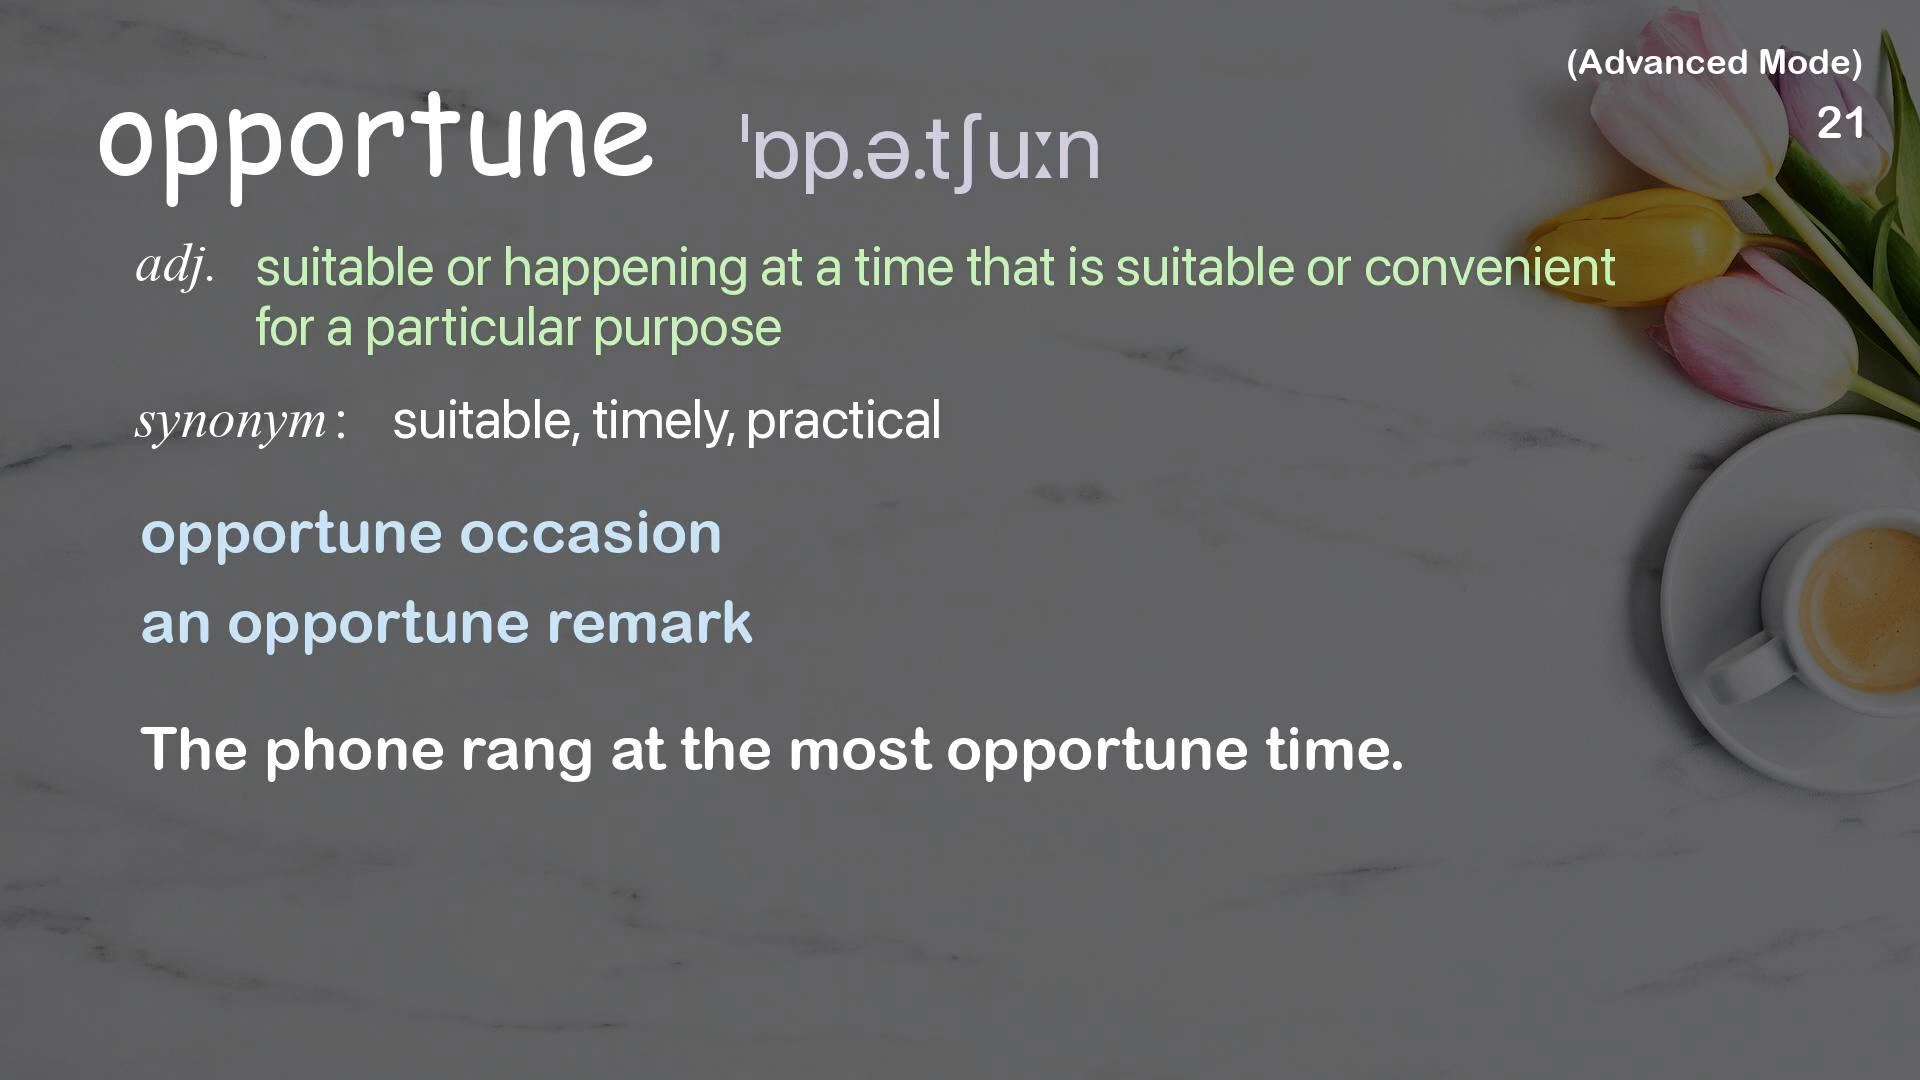 (Advanced Mode)
21
opportune ˈɒp.ə.tʃuːn
adj. suitable or happening at a time that is suitable or convenient
for a particular purpose
synonym : suitable, timely, practical
opportune occasion
an opportune remark
The phone rang at the most opportune time.